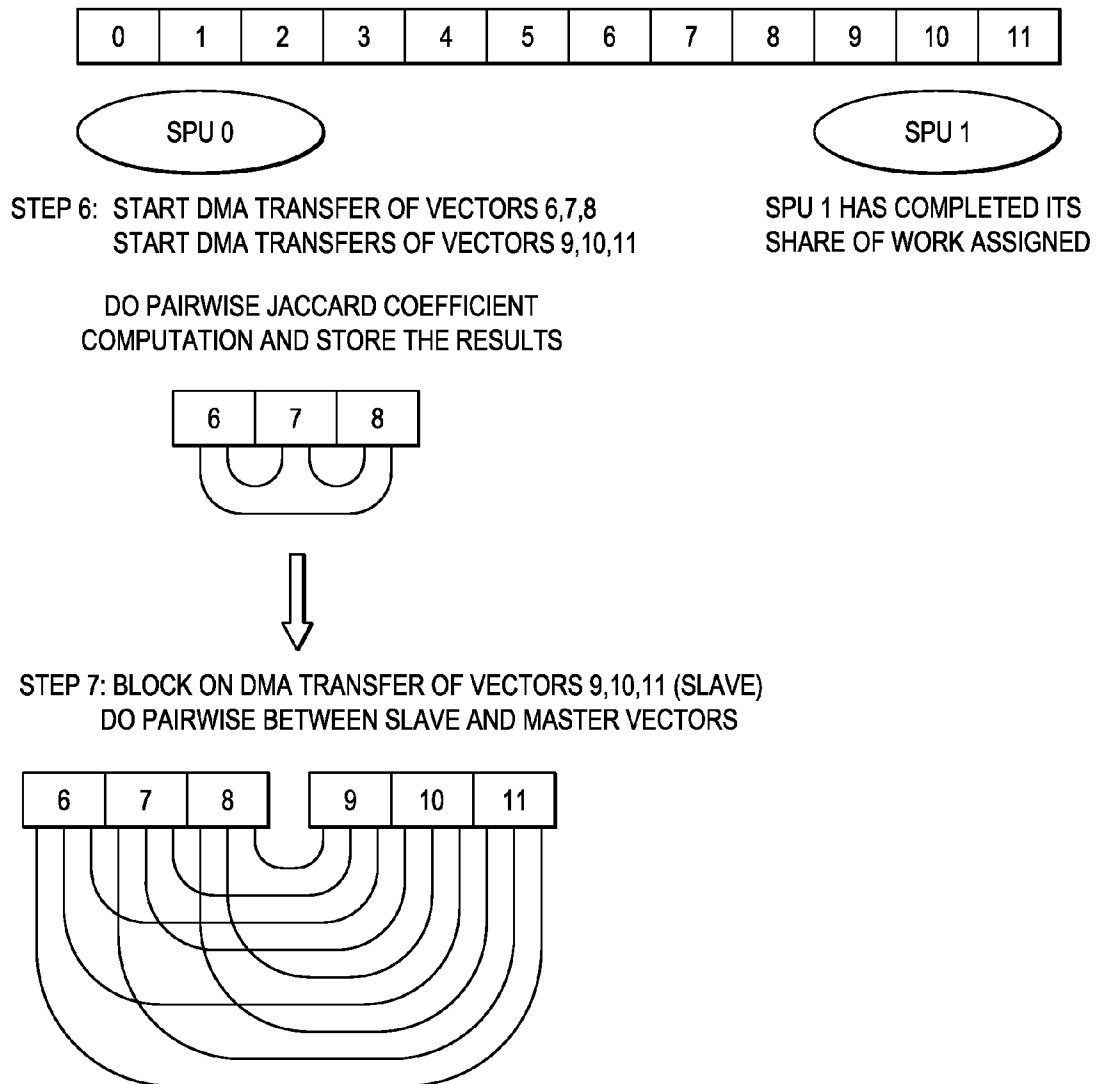 0 1 2 3 4 5 6 7 8 9 10 11
SPU 0
SPU 1
STEP 6: START DMA TRANSFER OF VECTORS 6,7,8
START DMA TRANSFERS OF VECTORS 9,10,11
SPU 1 HAS COMPLETED ITS
SHARE OF WORK ASSIGNED
DO PAIRWISE JACCARD COEFFICIENT
COMPUTATION AND STORE THE RESULTS
6 7 8
STEP 7: BLOCK ON DMA TRANSFER OF VECTORS 9,10,11 (SLAVE)
DO PAIRWISE BETWEEN SLAVE AND MASTER VECTORS
6 7 8 9 10 11